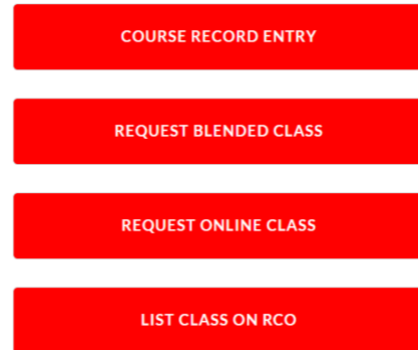 COURSE RECORD ENTRY
REQUEST BLENDED CLASS
REQUEST ONLINE CLASS
LIST CLASS ON RCO